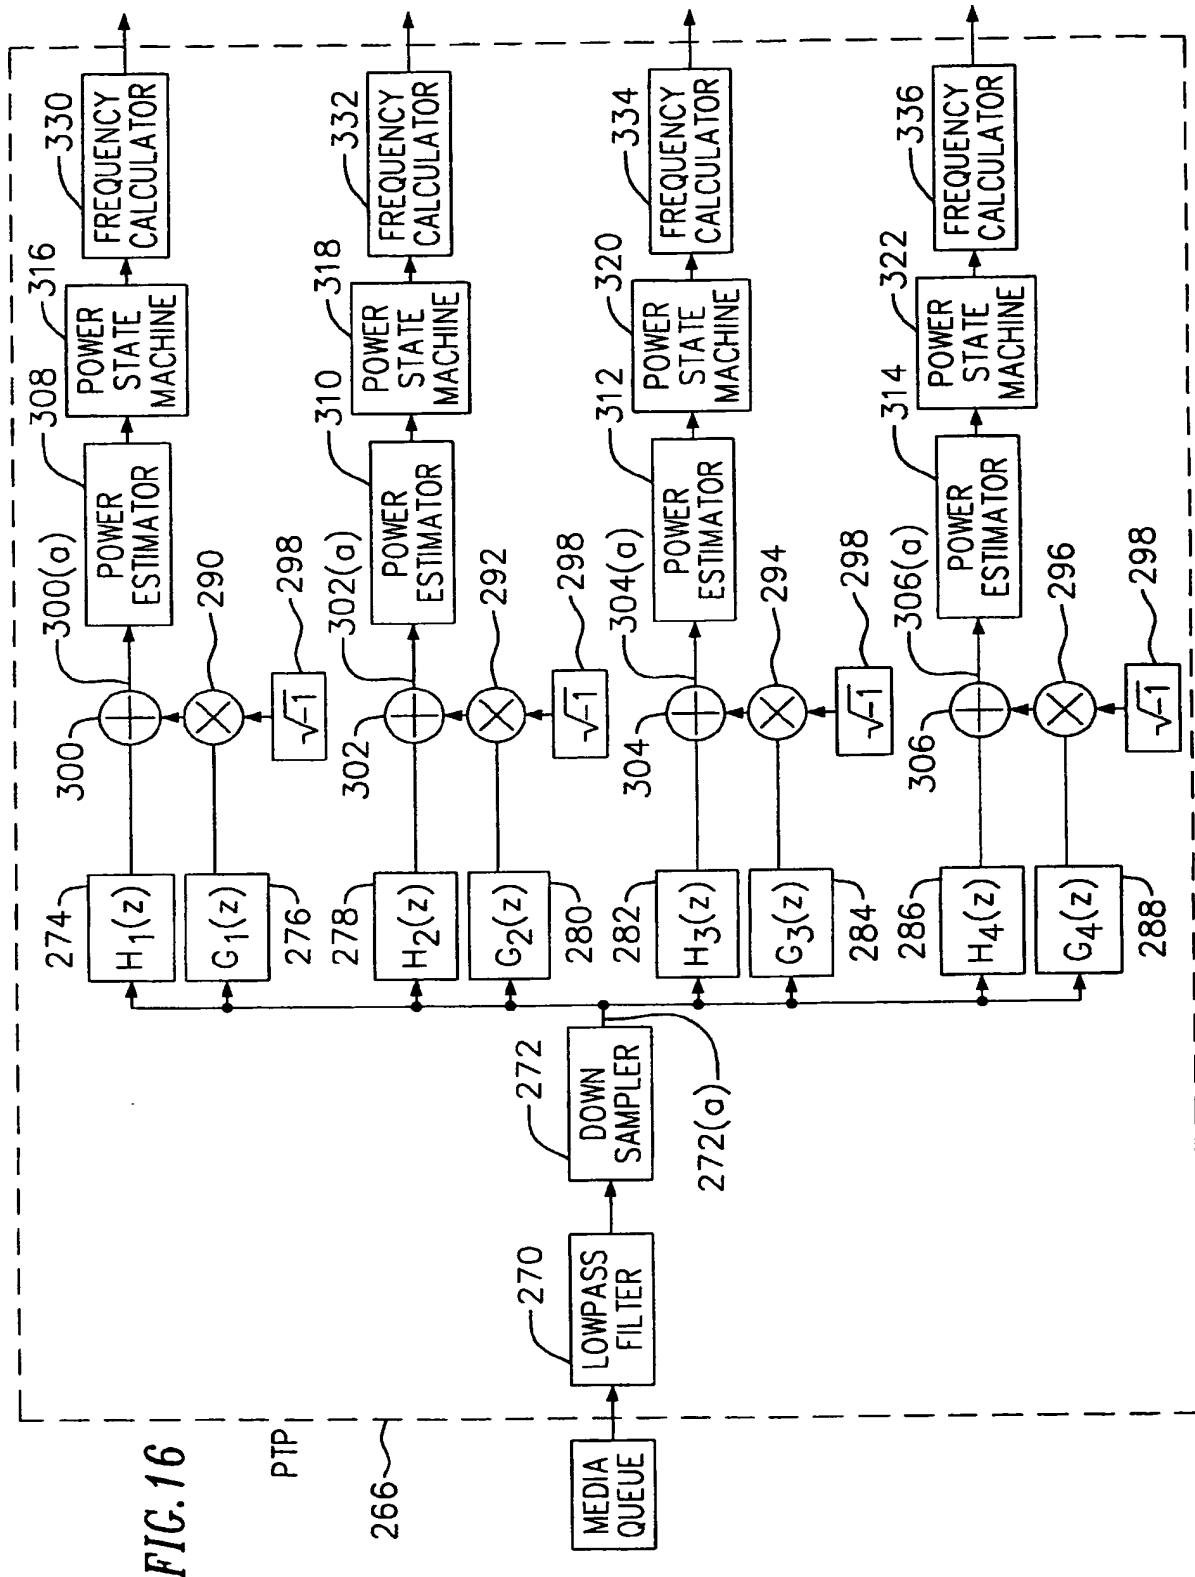 FIG. 16
PTP
266
MEDIA
QUEUE
270
LOWPASS
FILTER
272
DOWN
SAMPLER
272(a)
274
H₁(z)
G₁(z)
276
300
300(a)
290
√-1
298
308
POWER
ESTIMATOR
316
POWER
STATE
MACHINE
330
FREQUENCY
CALCULATOR
278
H₂(z)
G₂(z)
280
302
302(a)
292
√-1
298
310
POWER
ESTIMATOR
318
POWER
STATE
MACHINE
332
FREQUENCY
CALCULATOR
282
H₃(z)
G₃(z)
284
304
304(a)
294
√-1
298
312
POWER
ESTIMATOR
320
POWER
STATE
MACHINE
334
FREQUENCY
CALCULATOR
286
H₄(z)
G₄(z)
288
306
306(a)
296
√-1
298
314
POWER
ESTIMATOR
322
POWER
STATE
MACHINE
336
FREQUENCY
CALCULATOR